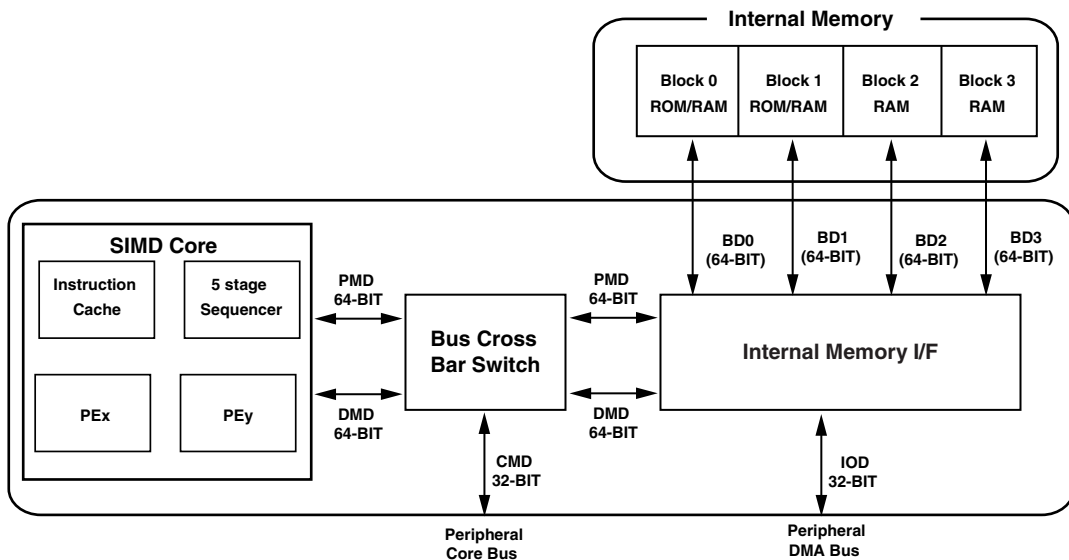 Internal Memory
Block 0
ROM/RAM
Block 1
ROM/RAM
Block 2
RAM
Block 3
RAM
BD0
(64-BIT)
BD1
(64-BIT)
BD2
(64-BIT)
BD3
(64-BIT)
SIMD Core
Instruction
Cache
5 stage
Sequencer
PEx
PEy
PMD
64-BIT
DMD
64-BIT
Bus Cross
Bar Switch
PMD
64-BIT
DMD
64-BIT
Internal Memory I/F
CMD
32-BIT
IOD
32-BIT
Peripheral
Core Bus
Peripheral
DMA Bus